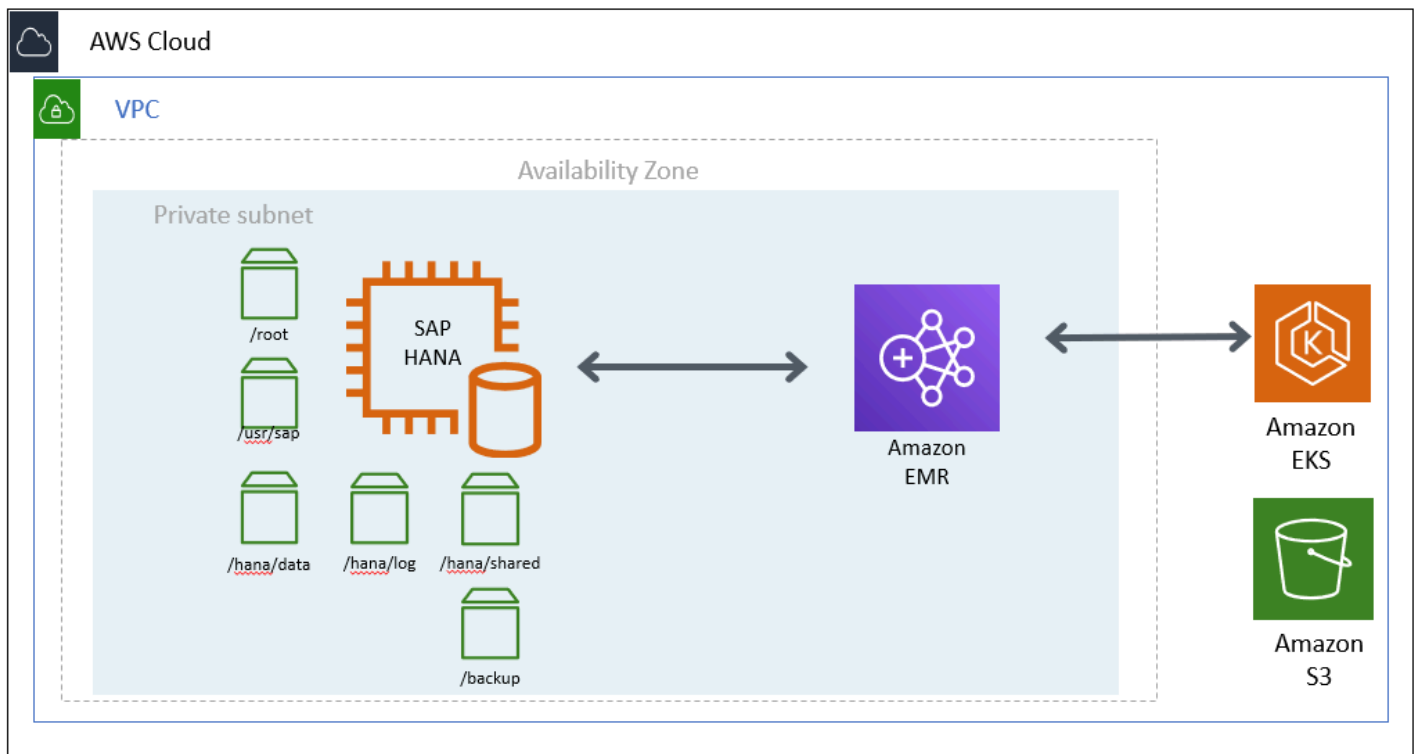 AWS Cloud
VPC
Availability Zone
Private subnet
/root
SAP
HANA
/usr/sap
Amazon
EMR
Amazon
EKS
/hana/data
/hana/log
/hana/shared
/backup
Amazon
S3
K